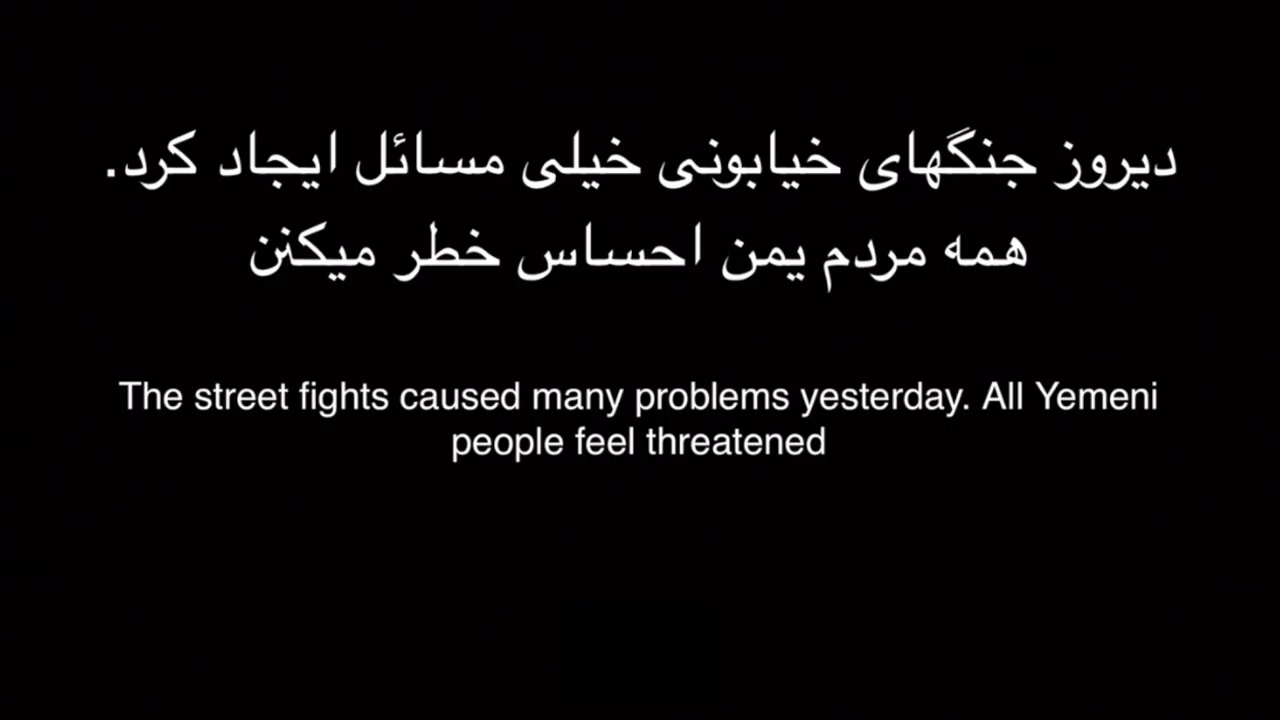 دیروز جنگهای خیابونی خیلی مسائل ایجاد کرد.
همه مردم یمن احساس خطر میکنن
The street fights caused many problems yesterday. All Yemeni
people feel threatened